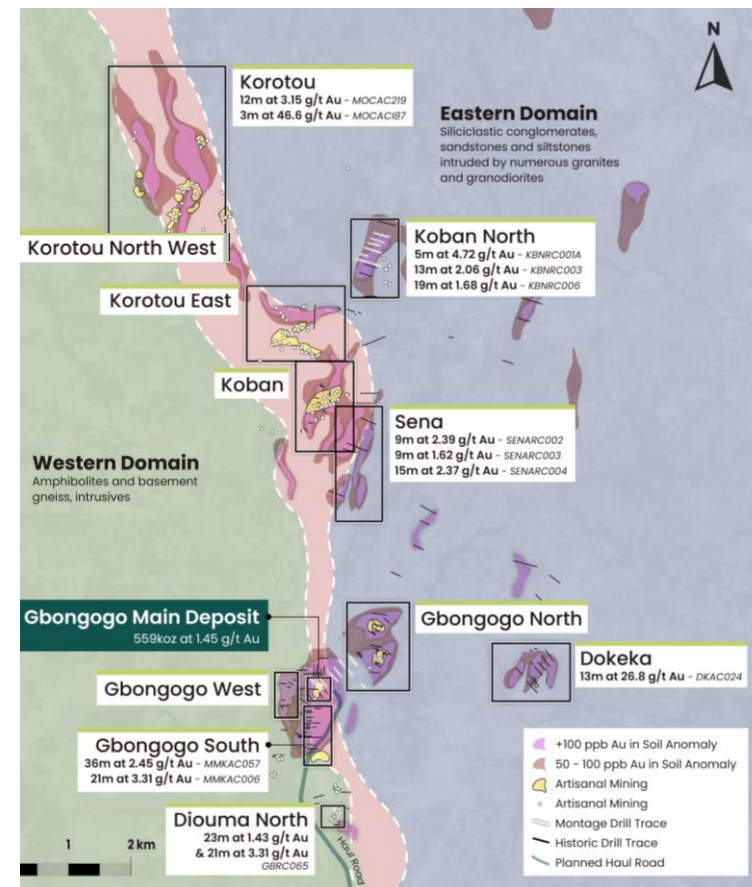 N
Korotou
12m at 3.15 g/t Au - MOCAC219
3m at 46.6 g/t Au - MOCAC187
Eastern Domain
Siliciclastic conglomerates,
sandstones and siltstones
intruded by numerous granites
and granodiorites
Korotou North West
Koban North
5m at 4.72 g/t Au - KBNRC001A
13m at 2.06 g/t Au - KBNRC003
19m at 1.68 g/t Au - KBNRC006
Korotou East
Koban
Sena
9m at 2.39 g/t Au - SENARC002
9m at 1.62 g/t Au - SENARC003
15m at 2.37 g/t Au - SENARC004
Western Domain
Amphibolites and basement
gneiss, intrusives
Gbongogo Main Deposit
559koz at 1.45 g/t Au
Gbongogo North
Dokeka
13m at 26.8 g/t Au - DKAC024
Gbongogo West
Gbongogo South
36m at 2.45 g/t Au - MMKAC057
21m at 3.31 g/t Au - MMKAC006
Diouma North
23m at 1.43 g/t Au
& 21m at 3.31 g/t Au
GBRC065
Haul Road
1 2 km
+100 ppb Au in Soil Anomaly
50 - 100 ppb Au in Soil Anomaly
Artisanal Mining
Artisanal Mining
Montage Drill Trace
Historic Drill Trace
Planned Haul Road